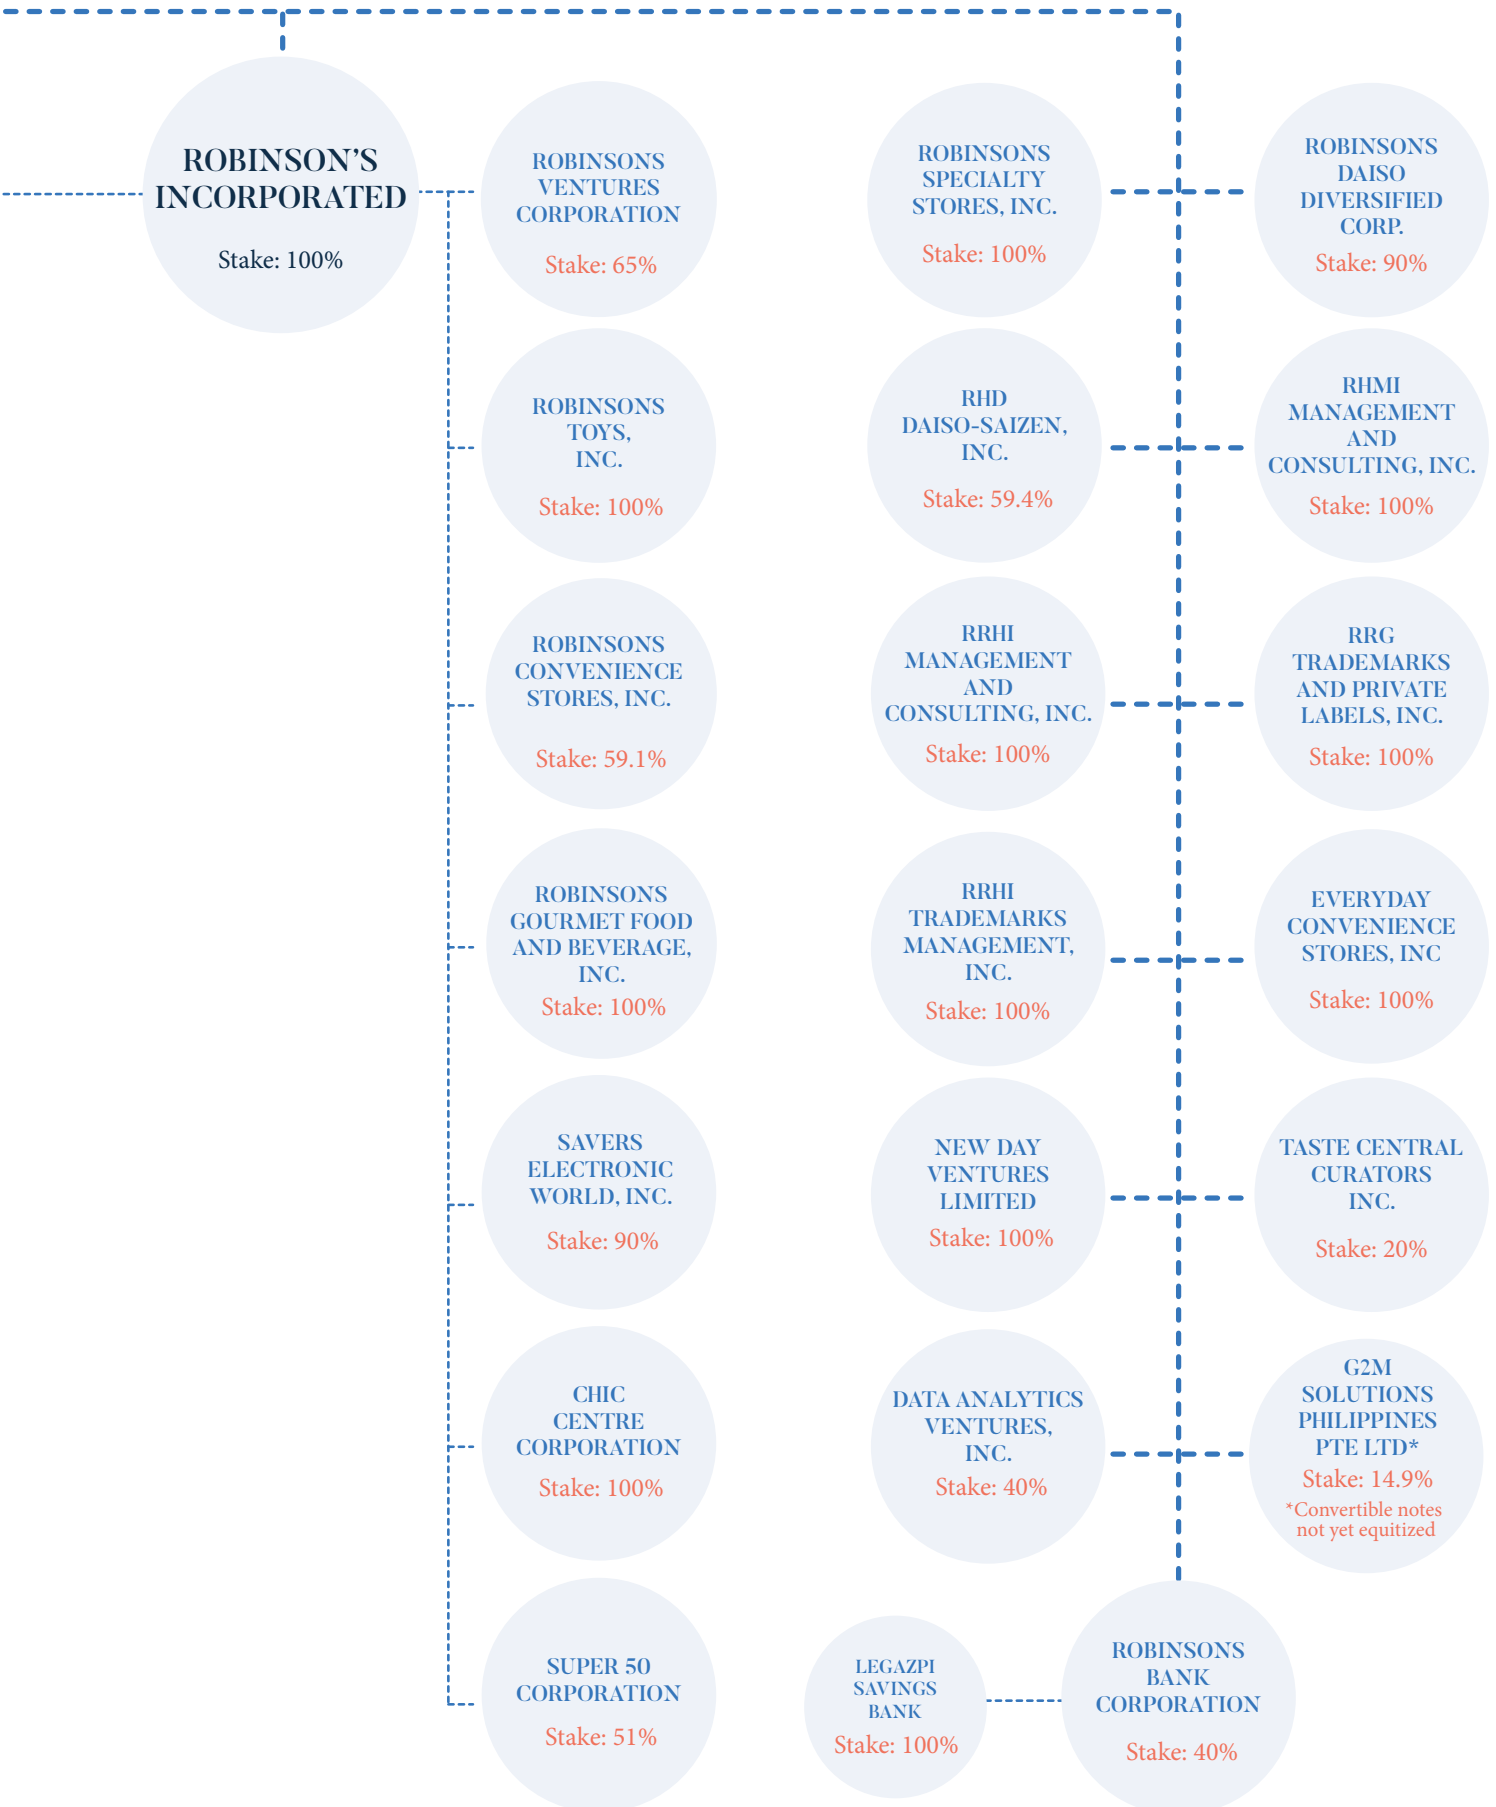 ROBINSON’S
INCORPORATED
Stake: 100%
ROBINSONS
VENTURES
CORPORATION
Stake: 65%
ROBINSONS
TOYS,
INC.
Stake: 100%
ROBINSONS
CONVENIENCE
STORES, INC.
Stake: 59.1%
ROBINSONS
GOURMET FOOD
AND BEVERAGE,
INC.
Stake: 100%
SAVERS
ELECTRONIC
WORLD, INC.
Stake: 90%
CHIC
CENTRE
CORPORATION
Stake: 100%
SUPER 50
CORPORATION
Stake: 51%
ROBINSONS
SPECIALTY
STORES, INC.
Stake: 100%
RHD
DAISO-SAIZEN,
INC.
Stake: 59.4%
RRHI
MANAGEMENT
AND
CONSULTING, INC.
Stake: 100%
RRHI
TRADEMARKS
MANAGEMENT,
INC.
Stake: 100%
NEW DAY
VENTURES
LIMITED
Stake: 100%
DATA ANALYTICS
VENTURES,
INC.
Stake: 40%
ROBINSONS
DAISO
DIVERSIFIED
CORP.
Stake: 90%
RHMI
MANAGEMENT
AND
CONSULTING, INC.
Stake: 100%
RRG
TRADEMARKS
AND PRIVATE
LABELS, INC.
Stake: 100%
EVERYDAY
CONVENIENCE
STORES, INC
Stake: 100%
TASTE CENTRAL
CURATORS
INC.
Stake: 20%
G2M
SOLUTIONS
PHILIPPINES
PTE LTD*
Stake: 14.9%
*Convertible notes
not yet equitized
LEGAZPI
SAVINGS
BANK
Stake: 100%
ROBINSONS
BANK
CORPORATION
Stake: 40%